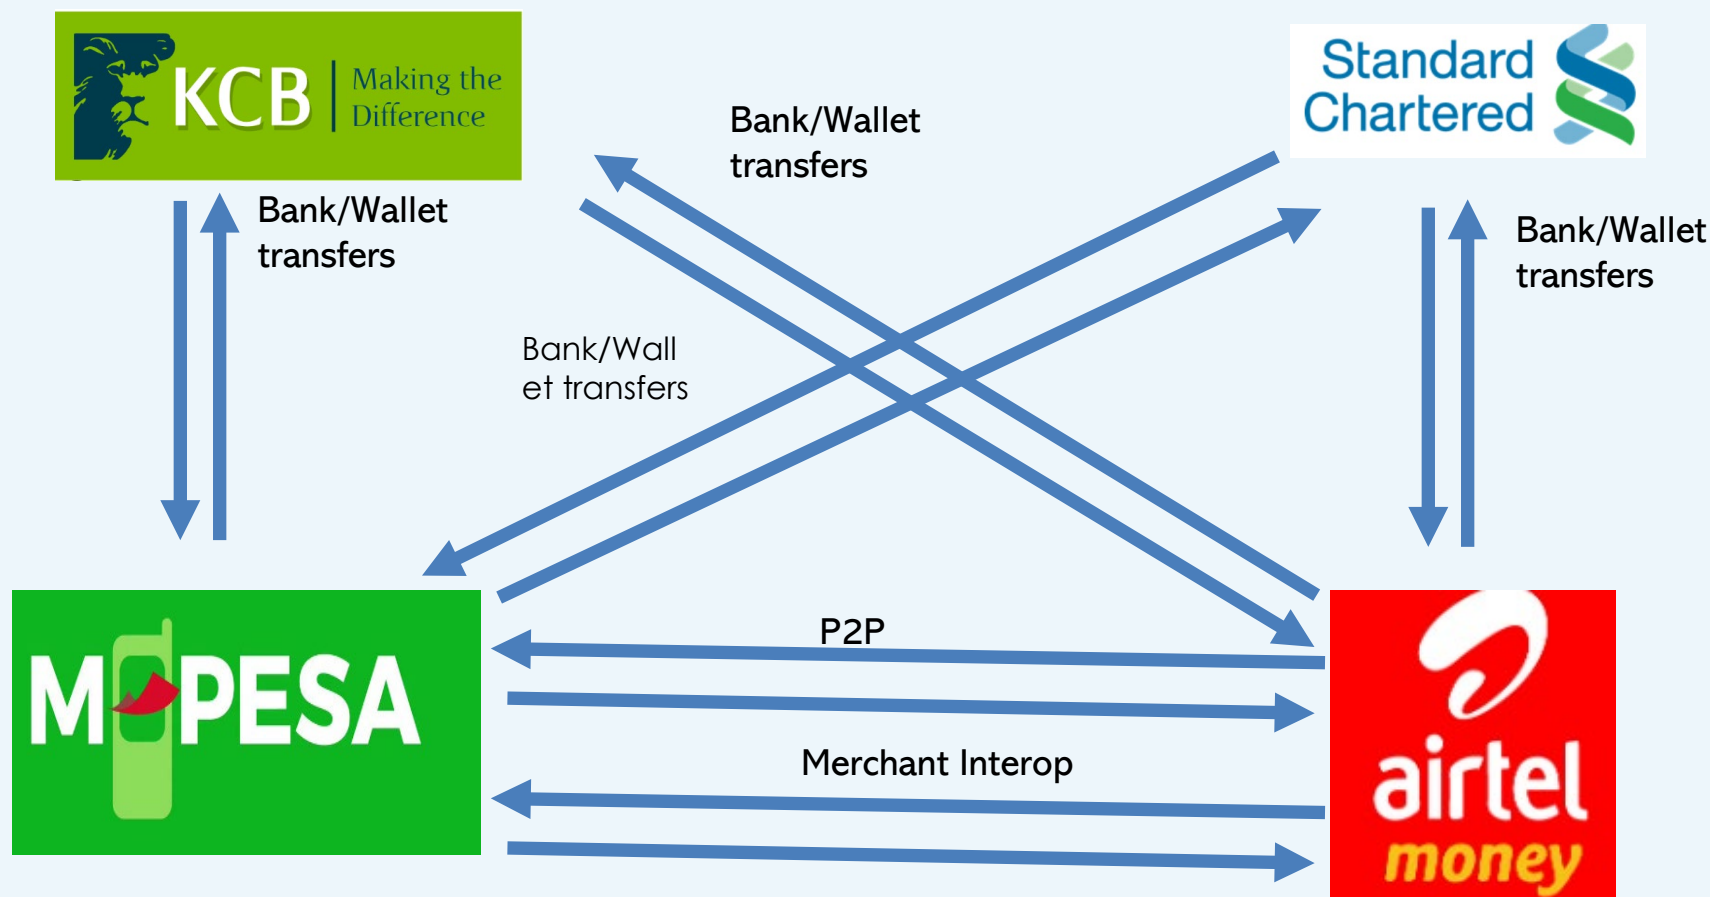 KCB
Making the
Difference
Standard
Chartered
Bank/Wallet
transfers
Bank/Wallet
transfers
Bank/Wallet
transfers
Bank/Wall
et transfers
P2P
M PESA
Merchant Interop
airtel
money